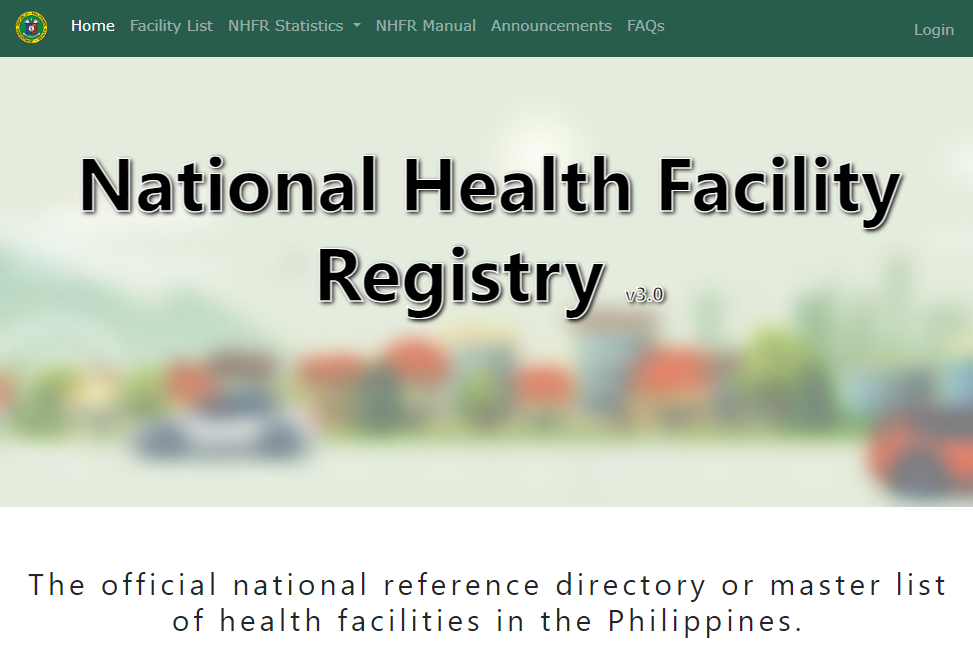 Home Facility List NHFR Statistics NHFR Manual Announcements FAQs Login
National Health Facility
Registry v3.0
The official national reference directory or master list
of health facilities in the Philippines.